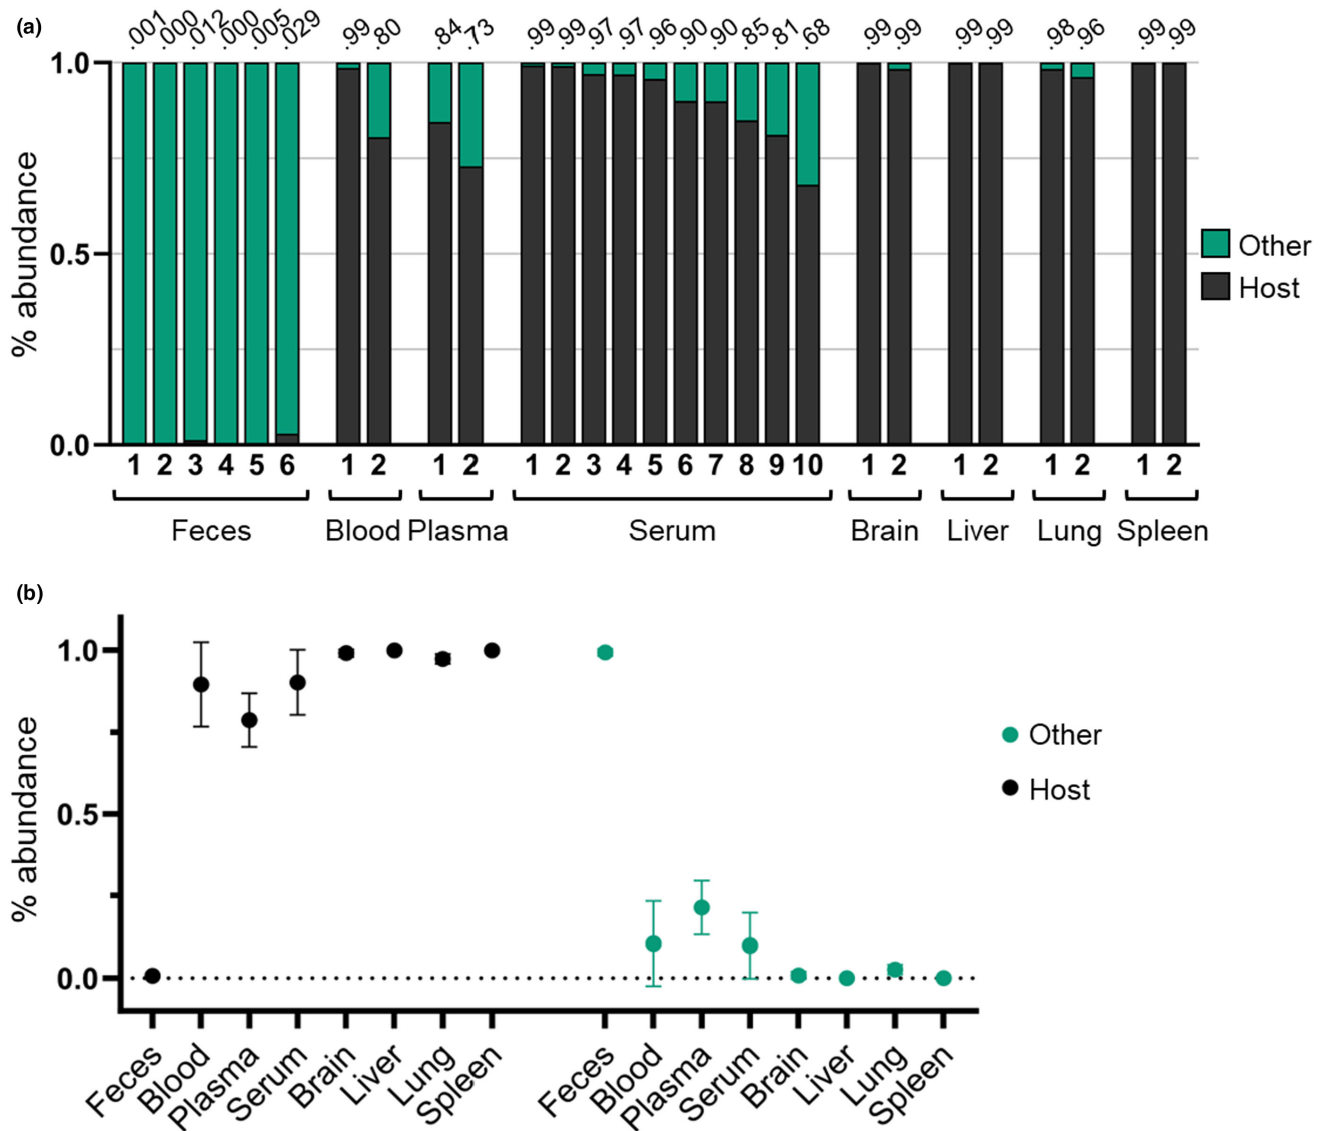 (a)
.001 .000 .012 .000 .005 .029 .99 .80 .84 .73 .99 .99 .97 .97 .96 .90 .90 .85 .81 .68 .99 .99 .99 .99 .98 .96 .99 .99
% abundance
1.0
0.5
0.0
Other
Host
1 2 3 4 5 6 1 2 1 2 1 2 3 4 5 6 7 8 9 10 1 2 1 2 1 2 1 2
Feces Blood Plasma Serum Brain Liver Lung Spleen
(b)
% abundance
1.0
0.5
0.0
Other
Host
Feces Blood Plasma Serum Brain Liver Lung Spleen Feces Blood Plasma Serum Brain Liver Lung Spleen